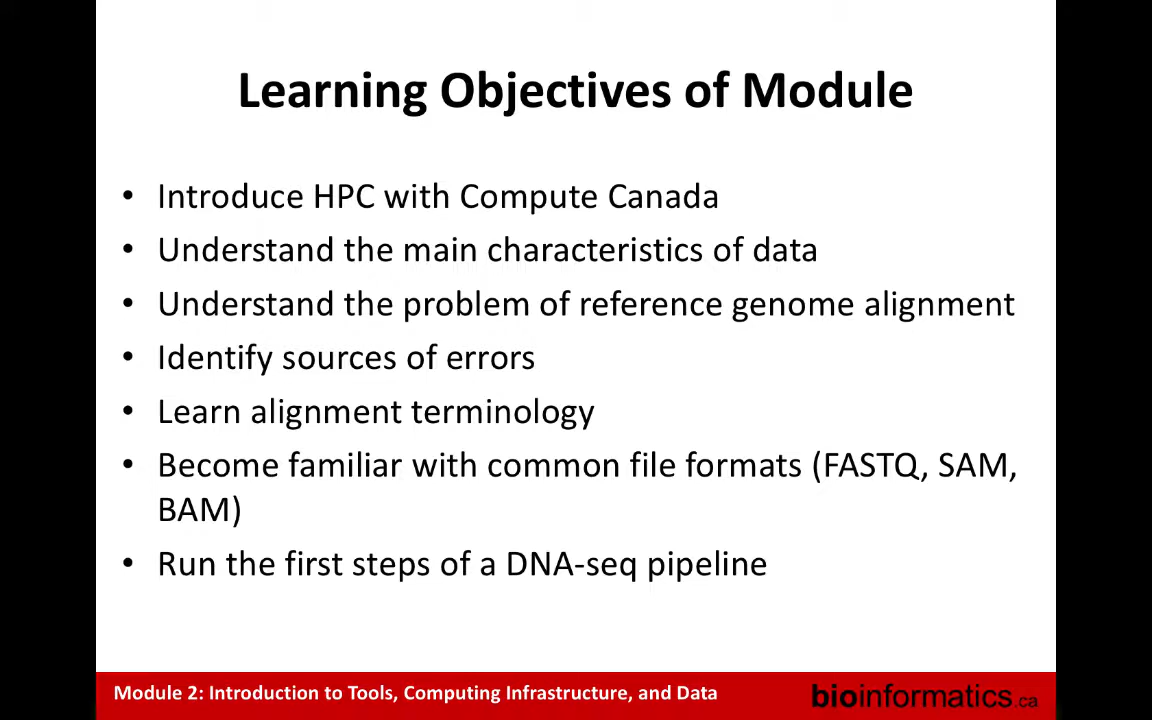 Learning Objectives of Module
• Introduce HPC with Compute Canada
• Understand the main characteristics of data
• Understand the problem of reference genome alignment
• Identify sources of errors
• Learn alignment terminology
• Become familiar with common file formats (FASTQ, SAM,
BAM)
• Run the first steps of a DNA-seq pipeline
Module 2: Introduction to Tools, Computing Infrastructure, and Data
bioinformatics.ca